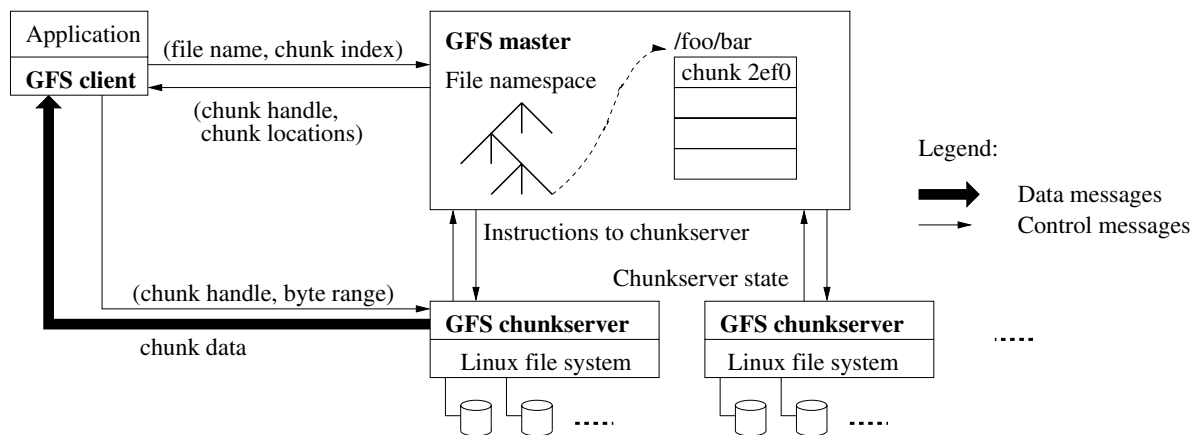 Application
GFS client
(file name, chunk index)
(chunk handle,
chunk locations)
GFS master
File namespace
/foo/bar
chunk 2ef0
Legend:
Data messages
Control messages
Instructions to chunkserver
Chunkserver state
(chunk handle, byte range)
chunk data
GFS chunkserver
Linux file system
GFS chunkserver
Linux file system